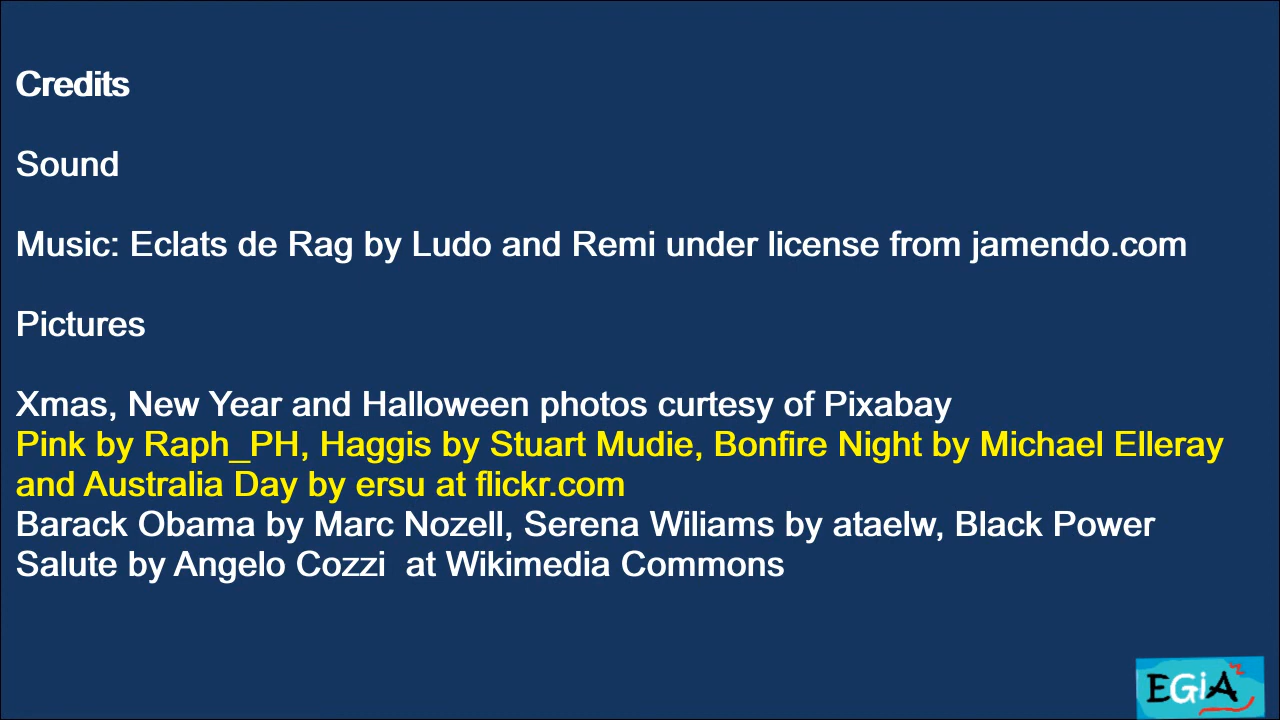 Credits
Sound
Music: Eclats de Rag by Ludo and Remi under license from jamendo.com
Pictures
Xmas, New Year and Halloween photos curtesy of Pixabay
Pink by Raph_PH, Haggis by Stuart Mudie, Bonfire Night by Michael Elleray
and Australia Day by ersu at flickr.com
Barack Obama by Marc Nozell, Serena Wiliams by ataelw, Black Power
Salute by Angelo Cozzi  at Wikimedia Commons
EGiA